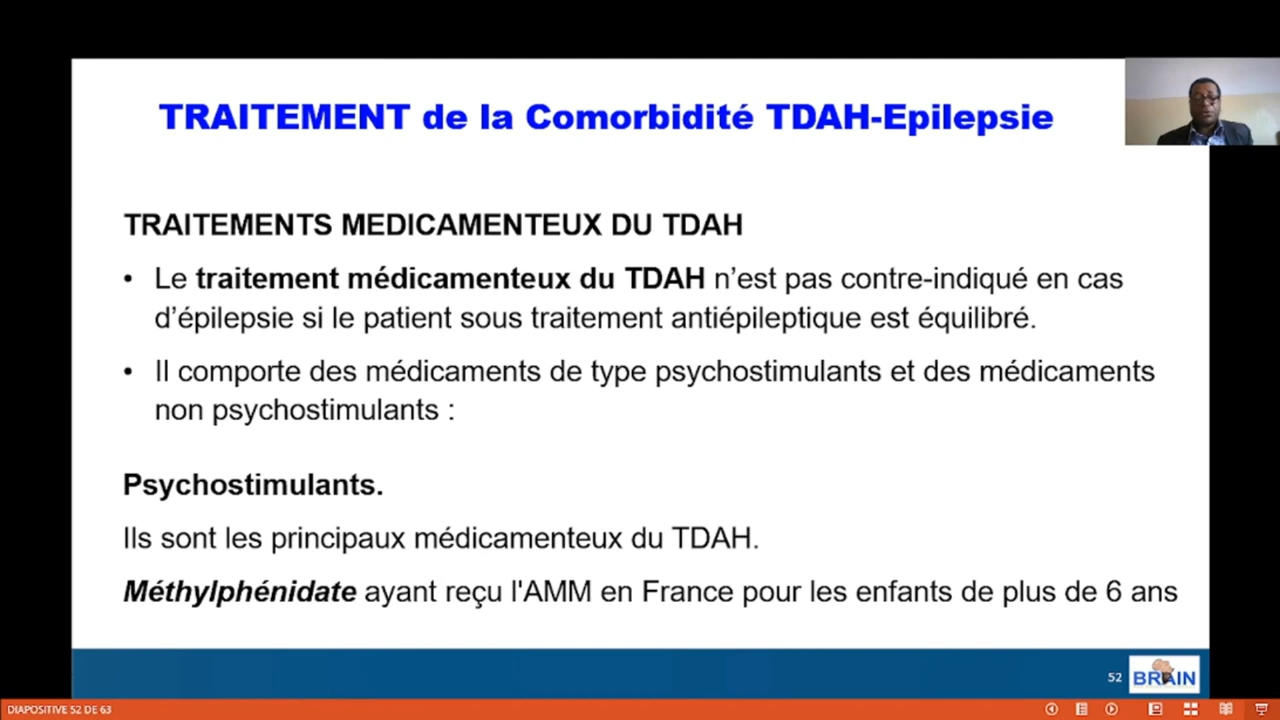 TRAITEMENT de la Comorbidité TDAH-Epilepsie
TRAITEMENTS MEDICAMENTEUX DU TDAH
• Le traitement médicamenteux du TDAH n’est pas contre-indiqué en cas
d’épilepsie si le patient sous traitement antiépileptique est équilibré.
• Il comporte des médicaments de type psychostimulants et des médicaments
non psychostimulants :
Psychostimulants.
Ils sont les principaux médicamenteux du TDAH.
Méthylphénidate ayant reçu l'AMM en France pour les enfants de plus de 6 ans
52
BRAIN
DIAPOSITIVE 52 DE 63